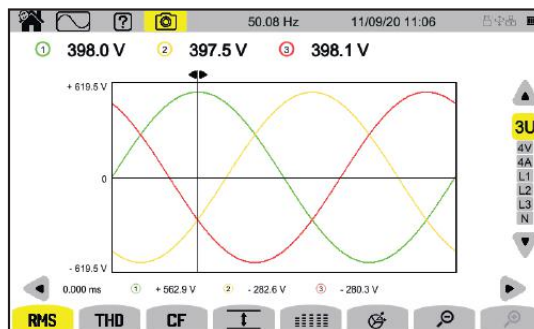 ? 50.08 Hz 11/09/20 11:06
1 398.0 V 2 397.5 V 3 398.1 V
+ 619.5 V
0
- 619.5 V
3U
4V
4A
L1
L2
L3
N
0.000 ms 1 + 562.9 V 2 - 282.6 V 3 - 280.3 V
RMS THD CF